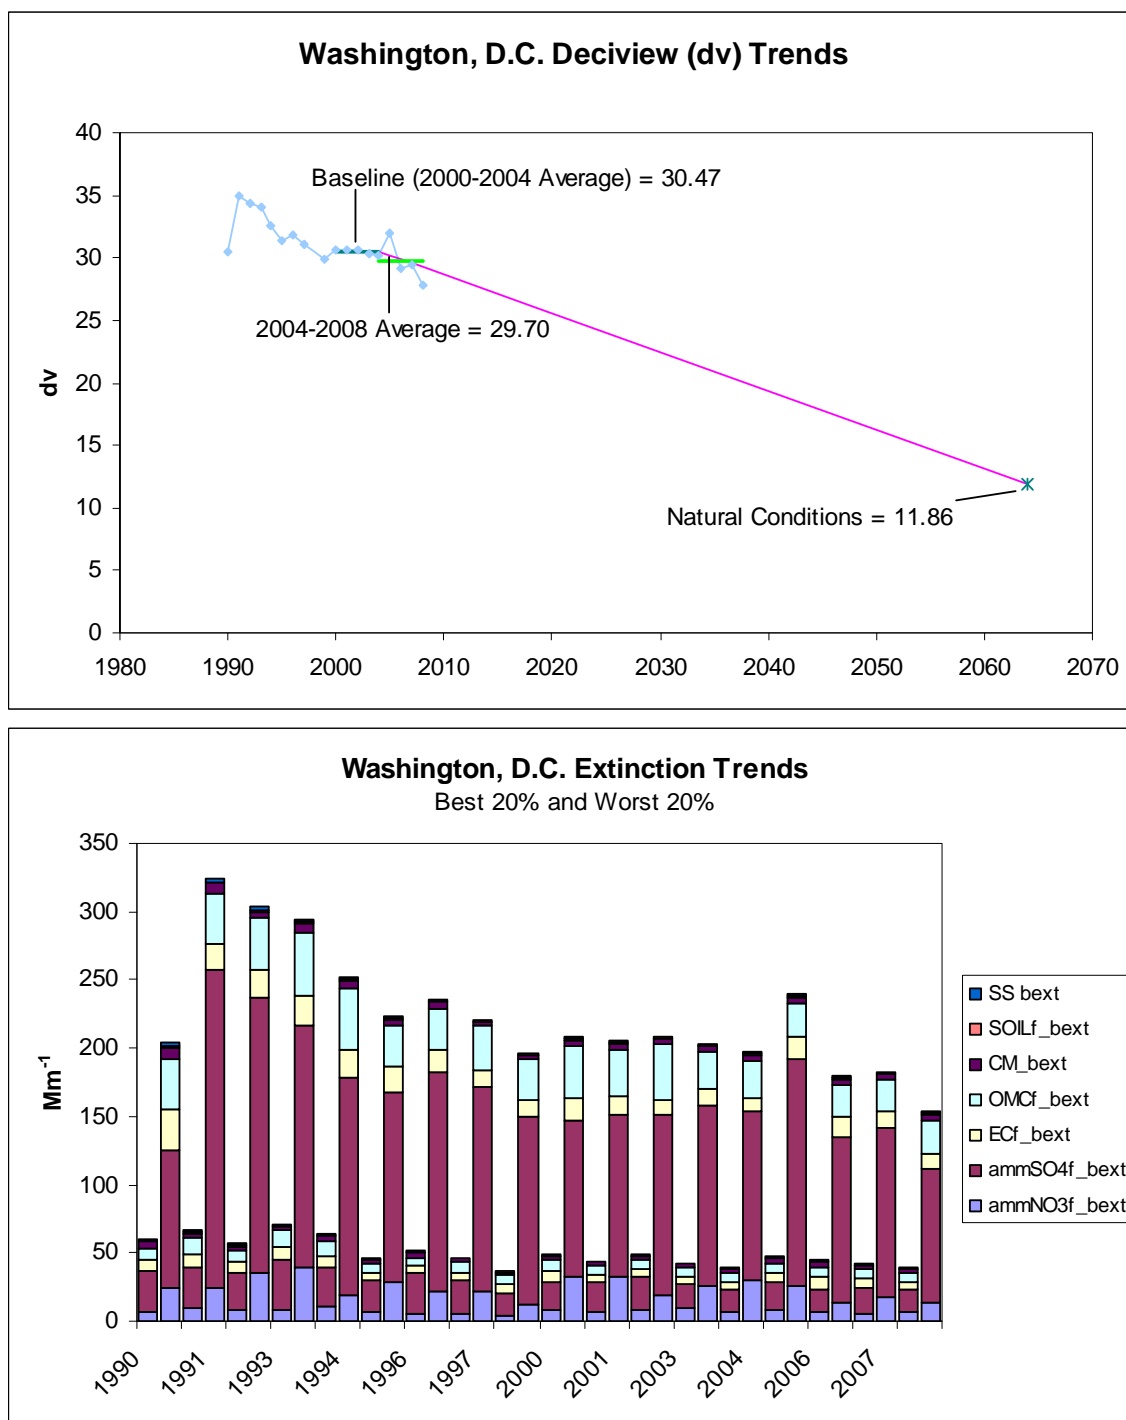 Washington, D.C. Deciview (dv) Trends
40
35
30
25
20
15
10
5
0
dv
Baseline (2000-2004 Average) = 30.47
2004-2008 Average = 29.70
Natural Conditions = 11.86
1980 1990 2000 2010 2020 2030 2040 2050 2060 2070
Washington, D.C. Extinction Trends
Best 20% and Worst 20%
350
300
250
200
150
100
50
0
Mm-1
SS bext
SOILf_bext
CM_bext
OMCf_bext
ECf_bext
ammSO4f_bext
ammNO3f_bext
1990 1991 1993 1994 1996 1997 2000 2001 2003 2004 2006 2007